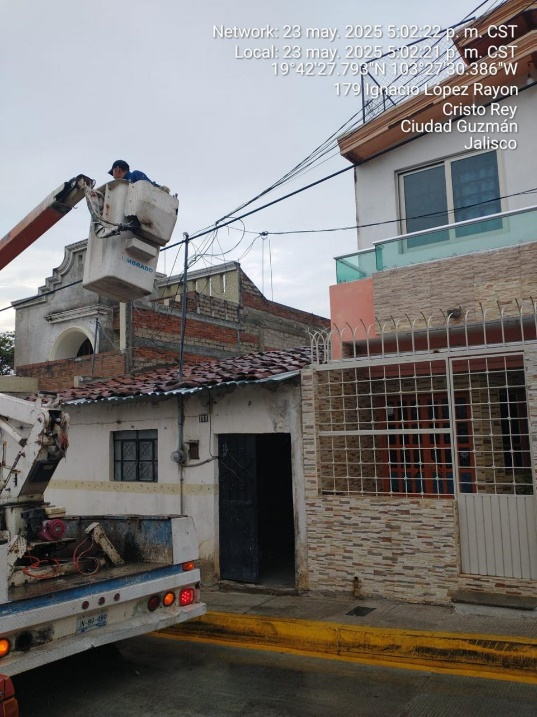 Network: 23 may. 2025 5:02:22 p. m. CST
Local: 23 may. 2025 5:02:21 p. m. CST
19°42'27.793"N 103°27'30.386"W
179 Ignacio López Rayon
Cristo Rey
Ciudad Guzmán
Jalisco